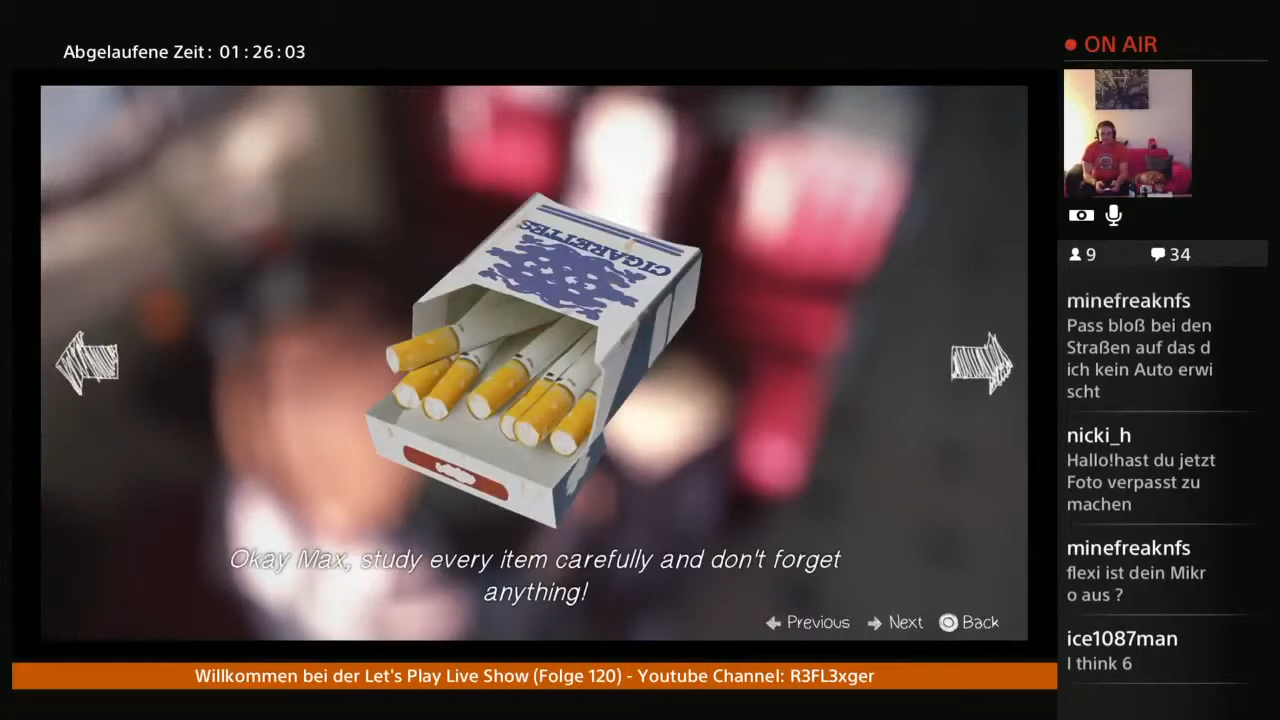 Abgelaufene Zeit: 01:26:03
ON AIR
CIGARETTES
Okay Max, study every item carefully and don't forget
anything!
Previous
Next
Back
Willkommen bei der Let's Play Live Show (Folge 120) - Youtube Channel: R3FL3xger
9
34
minefreaknfs
Pass bloß bei den
Straßen auf das d
ich kein Auto erwi
scht
nicki_h
Hallo!hast du jetzt
Foto verpasst zu
machen
minefreaknfs
flexi ist dein Mikr
o aus ?
ice1087man
I think 6